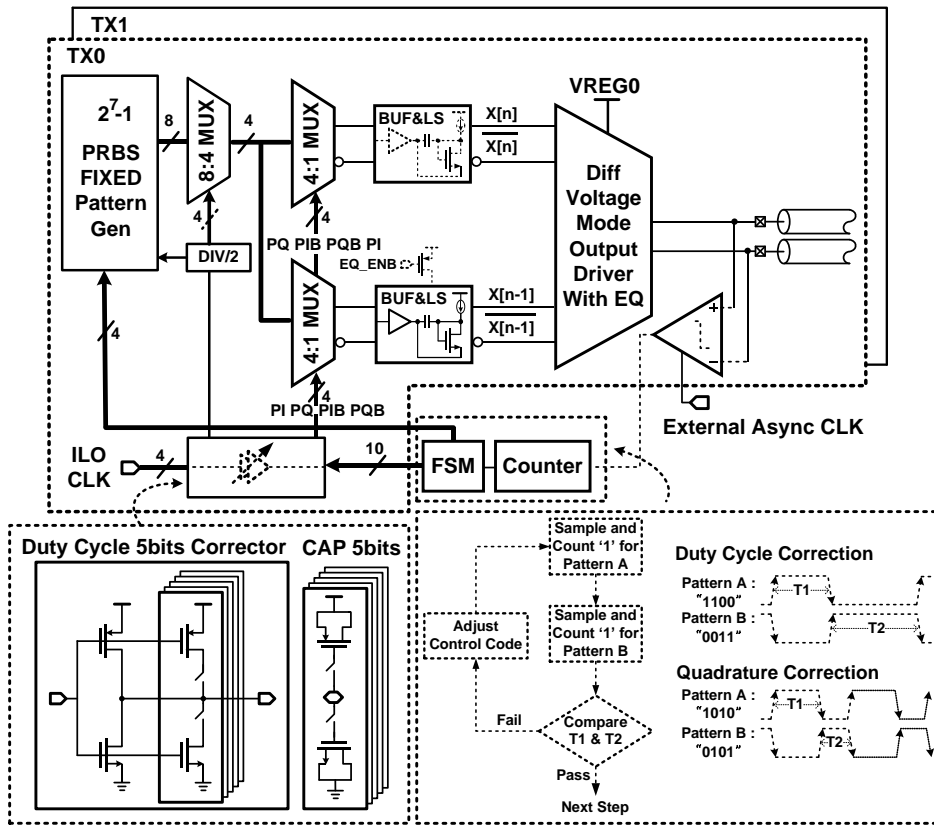 TX1
TX0
2^7-1
PRBS
FIXED
Pattern
Gen
8
8:4 MUX
4
4
4:1 MUX
4
BUF&LS
X[n]
X[n]
VREG0
Diff
Voltage
Mode
Output
Driver
With EQ
DIV/2
PQ PIB PQB PI
EQ_ENB
4:1 MUX
BUF&LS
X[n-1]
X[n-1]
+
−
4
4
PI PQ PIB PQB
External Async CLK
ILO
CLK
4
10
FSM
Counter
Duty Cycle 5bits Corrector
CAP 5bits
Sample and
Count '1' for
Pattern A
Sample and
Count '1' for
Pattern B
Adjust
Control Code
Compare
T1 & T2
Fail
Pass
Next Step
Duty Cycle Correction
Pattern A :
"1100"
T1
Pattern B :
"0011"
T2
Quadrature Correction
Pattern A :
"1010"
T1
Pattern B :
"0101"
T2